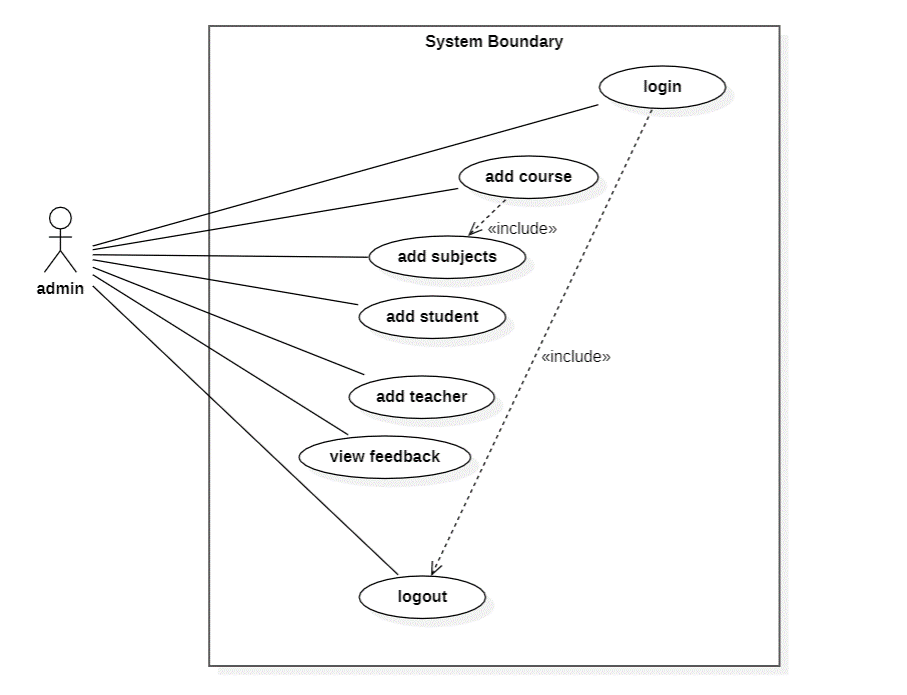 System Boundary
login
add course
«include»
add subjects
admin
add student
«include»
add teacher
view feedback
logout